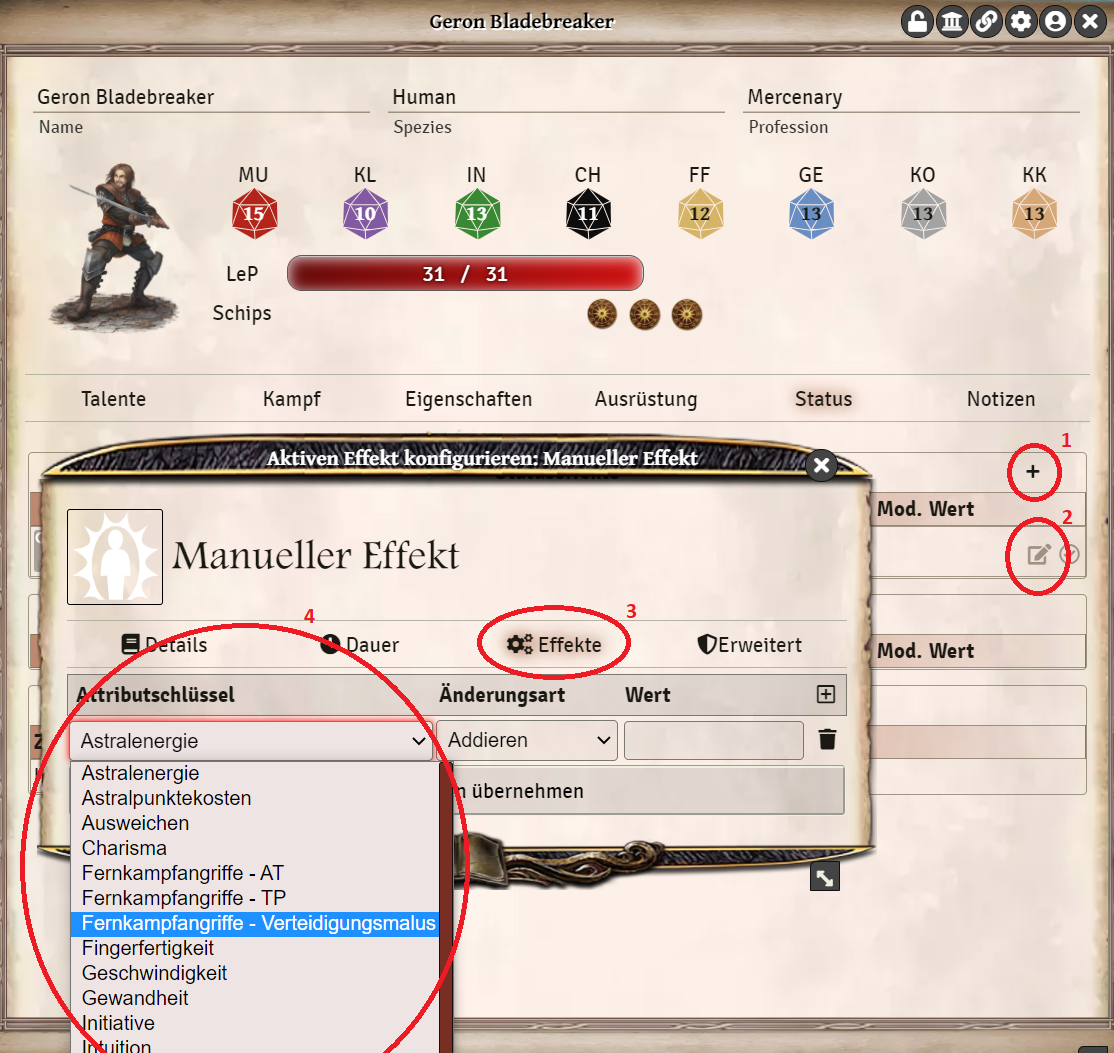 Geron Bladebreaker
Geron Bladebreaker Human Mercenary
Name Spezies Profession
MU KL IN CH FF GE KO KK
15 10 13 11 12 13 13 13
LeP 31 / 31
Schips
Talente Kampf Eigenschaften Ausrüstung Status Notizen
1
Aktiven Effekt konfigurieren: Manueller Effekt
+
Mod. Wert
2
Manueller Effekt
4 3
Details Dauer Effekte Erweitert
Mod. Wert
Attributschlüssel Änderungsart Wert
Astralenergie Addieren
Astralenergie
übernehmen
Astralpunktekosten
Ausweichen
Charisma
Fernkampfangriffe - AT
Fernkampfangriffe - TP
Fernkampfangriffe - Verteidigungsmalus
Fingerfertigkeit
Geschwindigkeit
Gewandheit
Initiative
Intuition